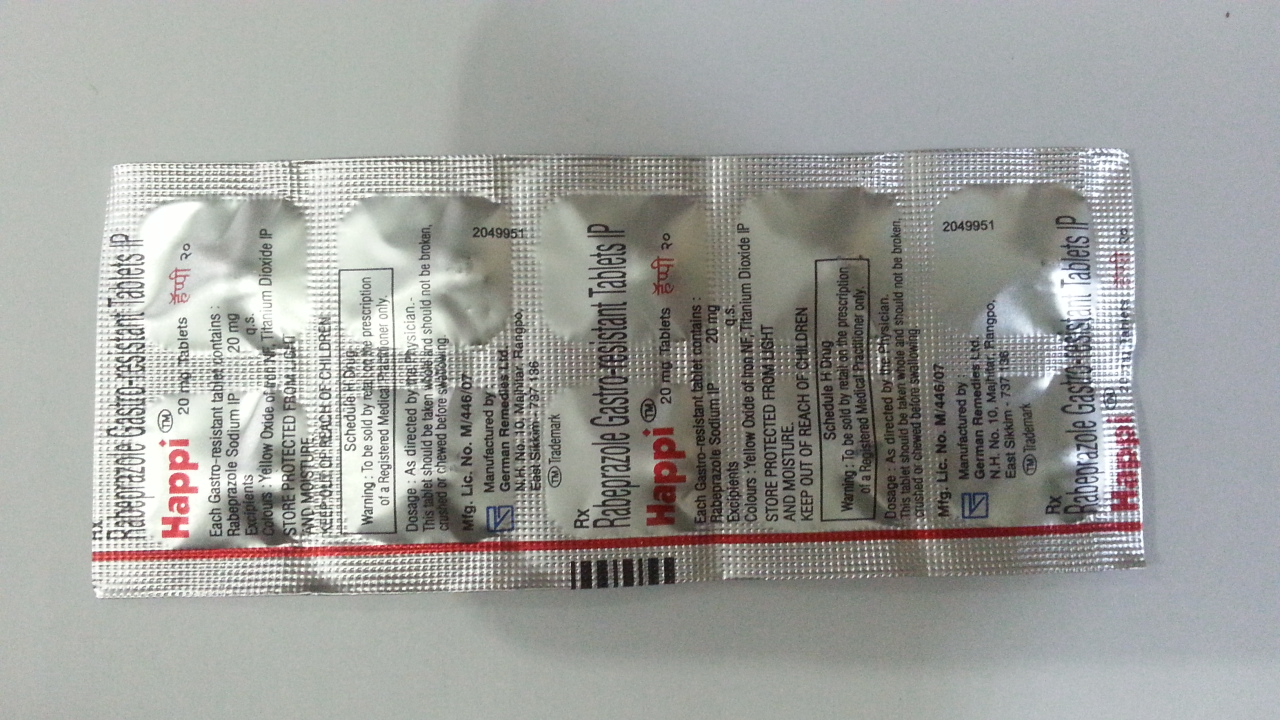 Rx
Rabeprazole Gastro-resistant Tablets IP
Happi TM 20 mg Tablets हॅप्पी २०
Each Gastro-resistant tablet contains :
Rabeprazole Sodium IP 20 mg
Excipients q.s.
Colours : Yellow Oxide of Iron NF, Titanium Dioxide IP
STORE PROTECTED FROM LIGHT
AND MOISTURE.
KEEP OUT OF REACH OF CHILDREN
Schedule H Drug
Warning : To be sold by retail on the prescription
of a Registered Medical Practitioner only.
Dosage : As directed by the Physician.-
This tablet should be taken whole and should not be broken,
crushed or chewed before swallowing.
Mfg. Lic. No. M/446/07
Manufactured by :
German Remedies Ltd.
N.H. No. 10, Majhitar, Rangpo,
East Sikkim - 737 136
TM Trademark
2049951
Rx
Rabeprazole Gastro-resistant Tablets IP
Happi TM 20 mg Tablets हॅप्पी २०
Each Gastro-resistant tablet contains :
Rabeprazole Sodium IP 20 mg
Excipients q.s.
Colours : Yellow Oxide of Iron NF, Titanium Dioxide IP
STORE PROTECTED FROM LIGHT
AND MOISTURE.
KEEP OUT OF REACH OF CHILDREN
Schedule H Drug
Warning : To be sold by retail on the prescription
of a Registered Medical Practitioner only.
Dosage : As directed by the Physician.
This tablet should be taken whole and should not be broken,
crushed or chewed before swallowing.
Mfg. Lic. No. M/446/07
Manufactured by :
German Remedies Ltd.
N.H. No. 10, Majhitar, Rangpo,
East Sikkim - 737 136
TM Trademark
2049951
Rx
Rabeprazole Gastro-resistant Tablets IP
Happi TM 20 mg Tablets हॅप्पी २०